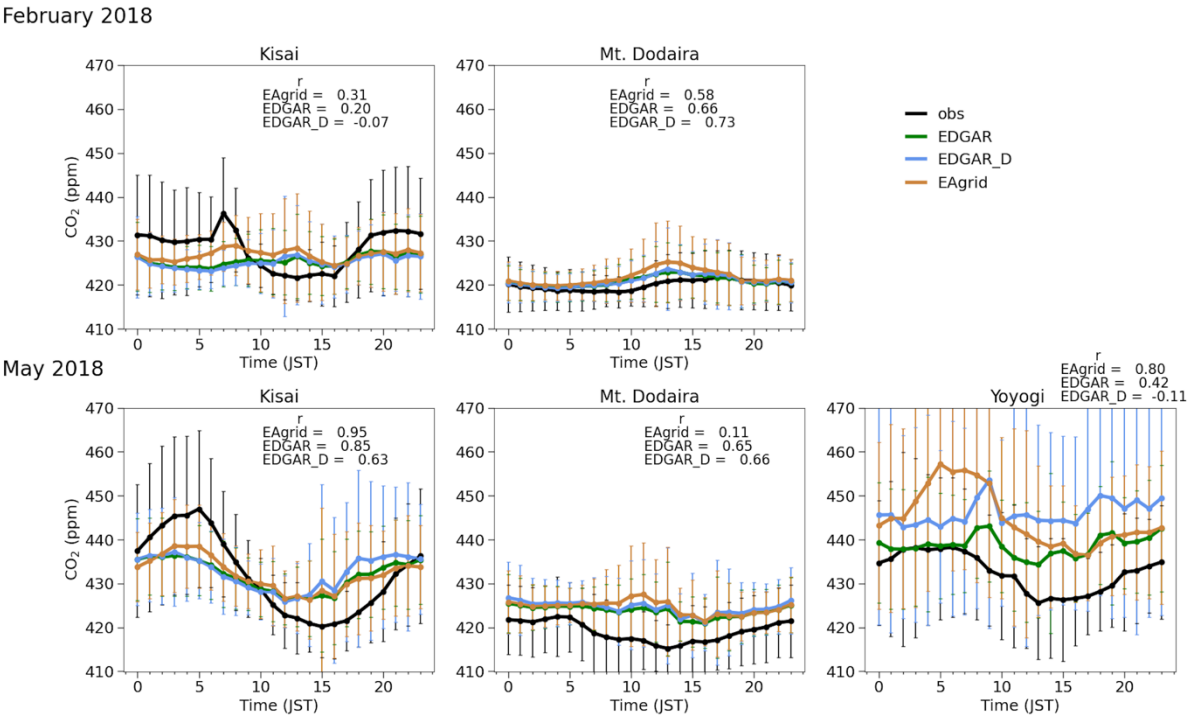 February 2018
Kisai
470
460
450
440
430
420
410
CO₂ (ppm)
r
EAgrid = 0.31
EDGAR = 0.20
EDGAR_D = -0.07
0 5 10 15 20
Time (JST)
Mt. Dodaira
470
460
450
440
430
420
410
r
EAgrid = 0.58
EDGAR = 0.66
EDGAR_D = 0.73
0 5 10 15 20
Time (JST)
obs
EDGAR
EDGAR_D
EAgrid
May 2018
Kisai
470
460
450
440
430
420
410
CO₂ (ppm)
r
EAgrid = 0.95
EDGAR = 0.85
EDGAR_D = 0.63
0 5 10 15 20
Time (JST)
Mt. Dodaira
470
460
450
440
430
420
410
r
EAgrid = 0.11
EDGAR = 0.65
EDGAR_D = 0.66
0 5 10 15 20
Time (JST)
r
EAgrid = 0.80
EDGAR = 0.42
EDGAR_D = -0.11
Yoyogi
470
460
450
440
430
420
410
0 5 10 15 20
Time (JST)